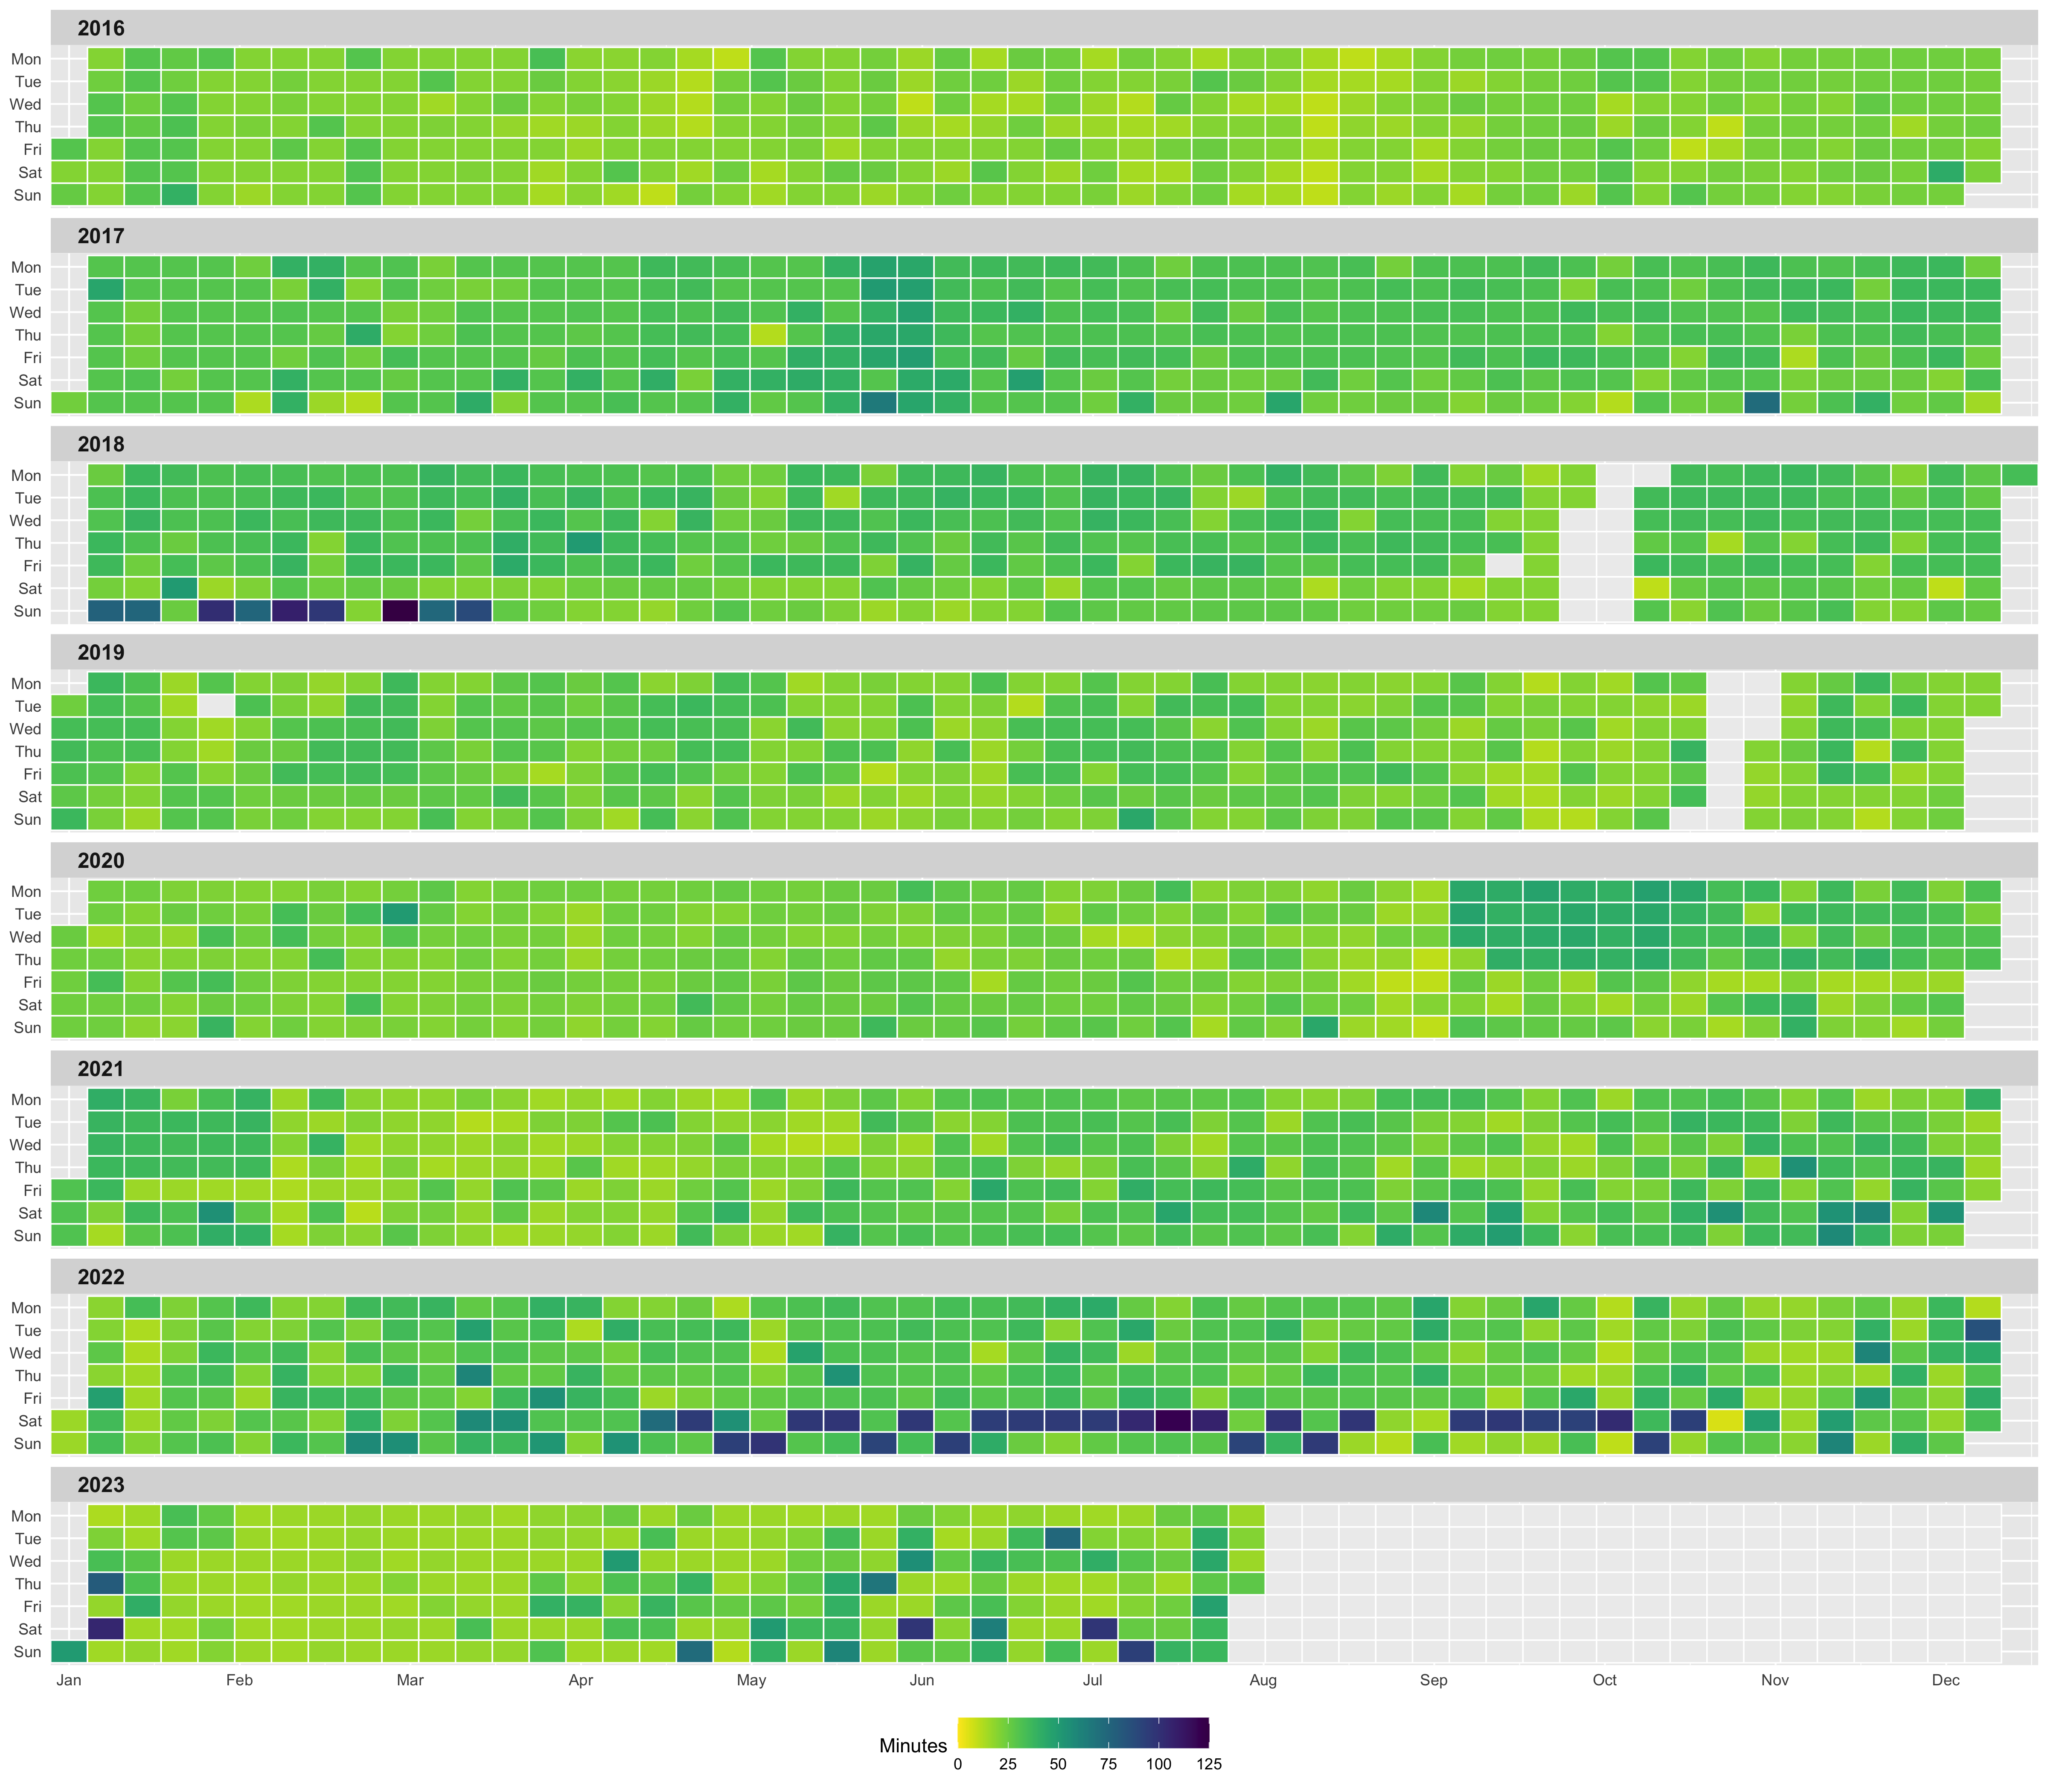 2016
Mon
Tue
Wed
Thu
Fri
Sat
Sun
2017
Mon
Tue
Wed
Thu
Fri
Sat
Sun
2018
Mon
Tue
Wed
Thu
Fri
Sat
Sun
2019
Mon
Tue
Wed
Thu
Fri
Sat
Sun
2020
Mon
Tue
Wed
Thu
Fri
Sat
Sun
2021
Mon
Tue
Wed
Thu
Fri
Sat
Sun
2022
Mon
Tue
Wed
Thu
Fri
Sat
Sun
2023
Mon
Tue
Wed
Thu
Fri
Sat
Sun
Jan Feb Mar Apr May Jun Jul Aug Sep Oct Nov Dec
Minutes
0 25 50 75 100 125